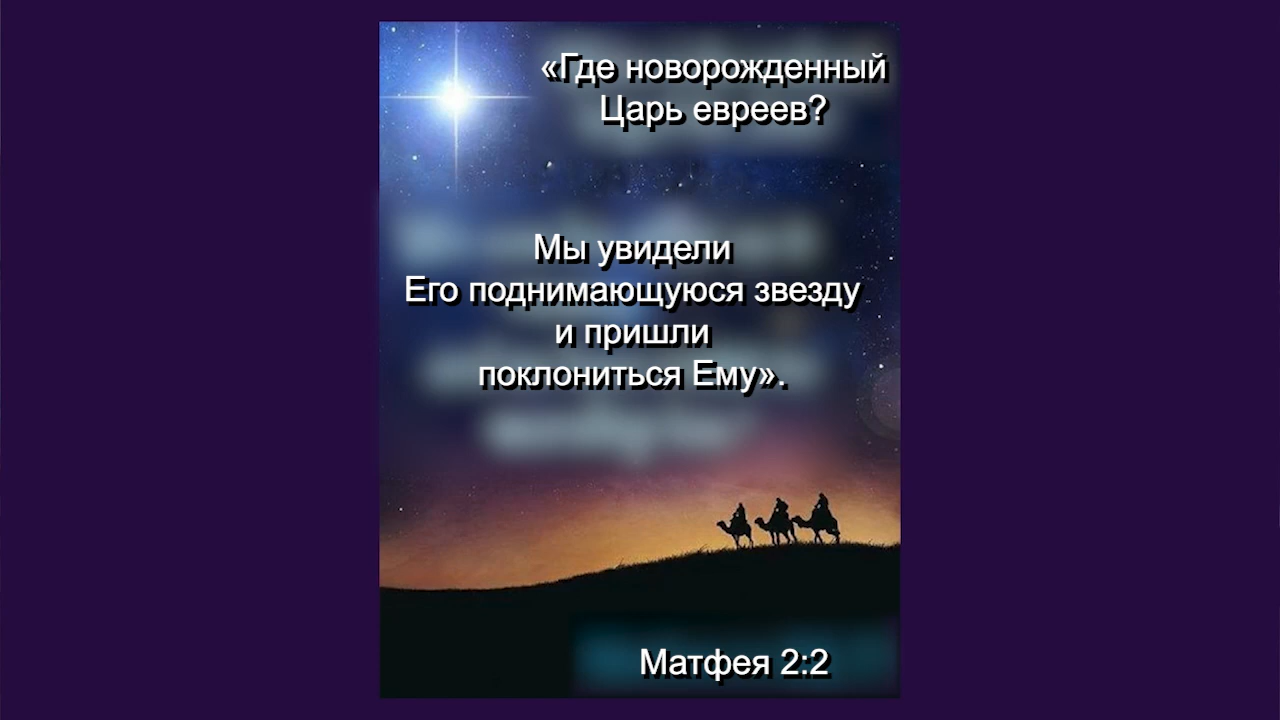 «Где новорожденный
Царь евреев?
Мы увидели
Его поднимающуюся звезду
и пришли
поклониться Ему».
Матфея 2:2